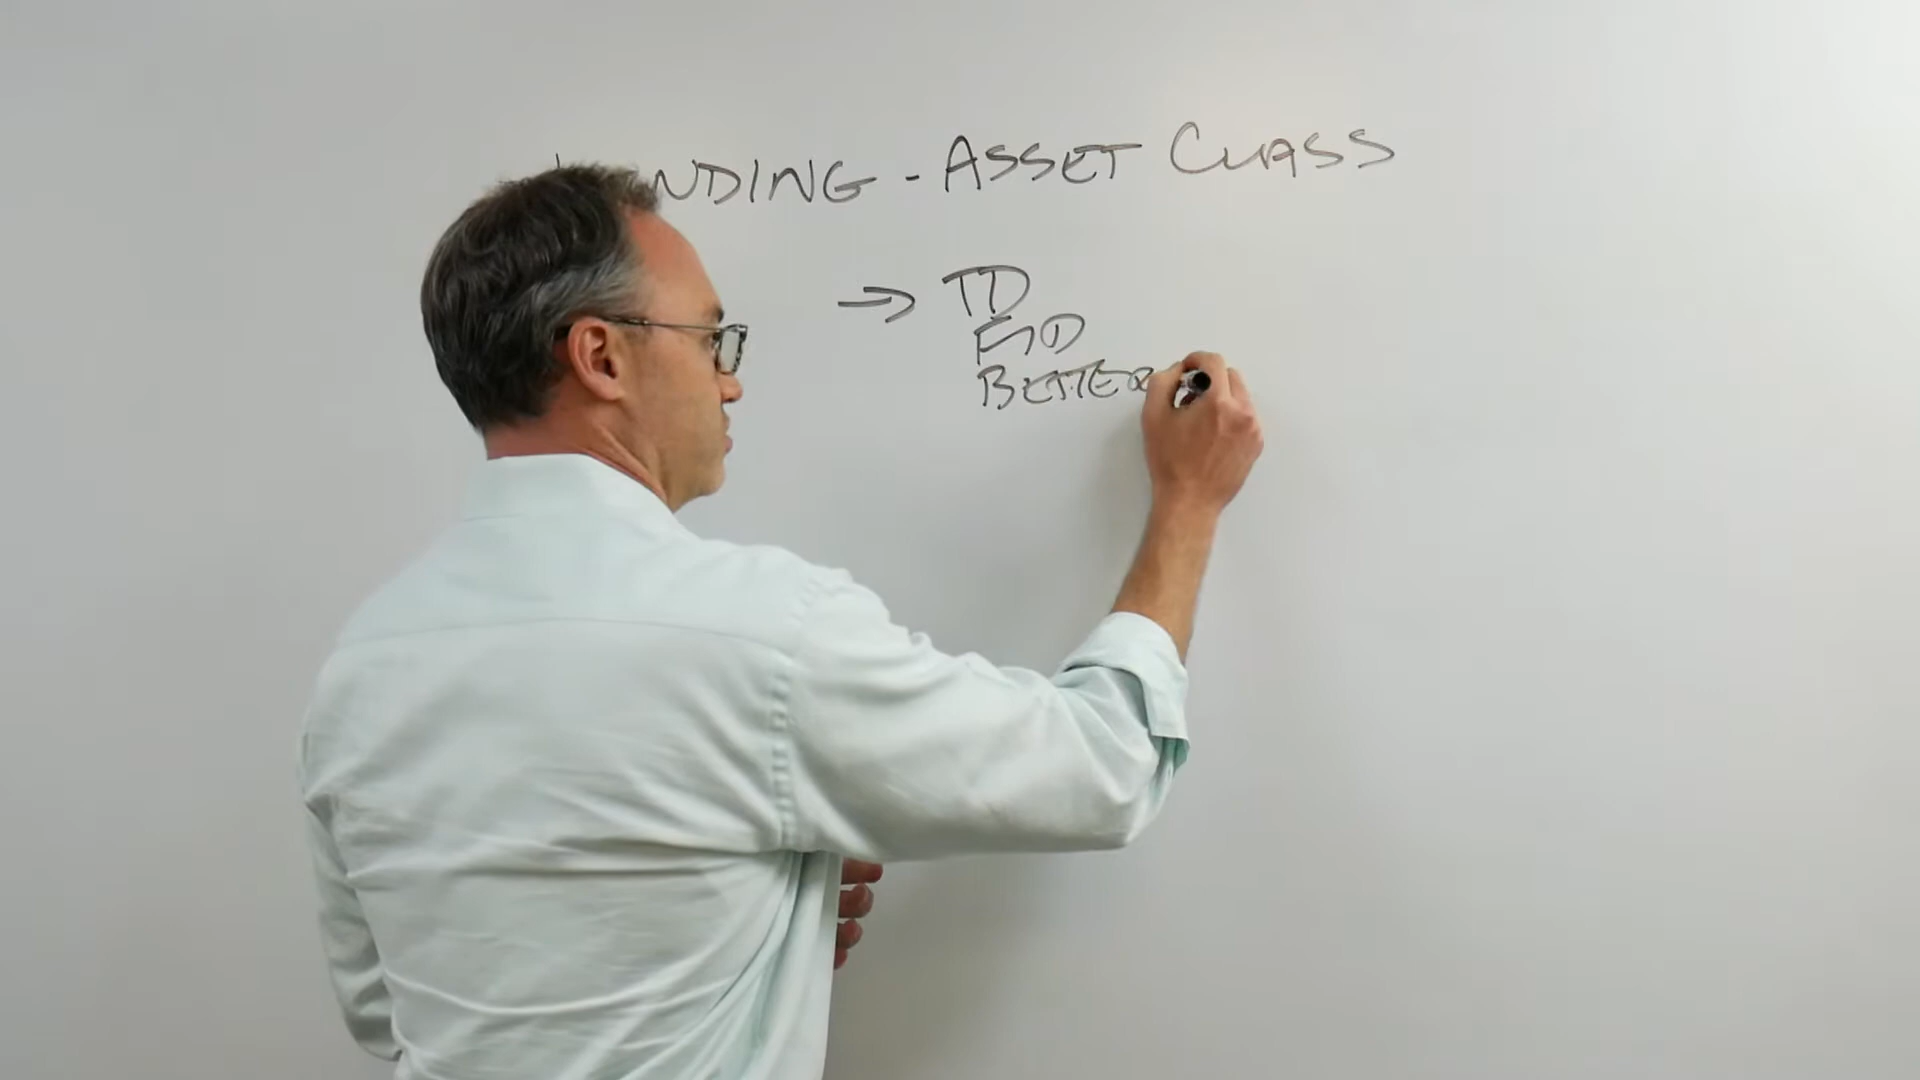 NDING - ASSET CLASS
→ TD
FID
BETTER